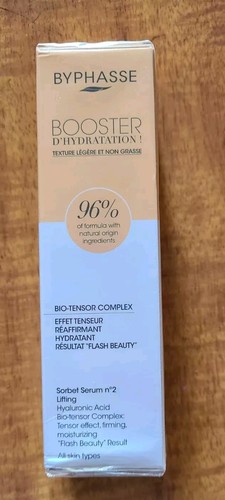 BYPHASSE
BOOSTER
D'HYDRATATION !
TEXTURE LÉGÈRE ET NON GRASSE
96%
of formula with
natural origin
ingredients
BIO-TENSOR COMPLEX
EFFET TENSEUR
RÉAFFIRMANT
HYDRATANT
RÉSULTAT "FLASH BEAUTY"
Sorbet Serum nº2
Lifting
Hyaluronic Acid
Bio-tensor Complex:
Tensor effect, firming,
moisturizing
"Flash Beauty" Result
All skin types